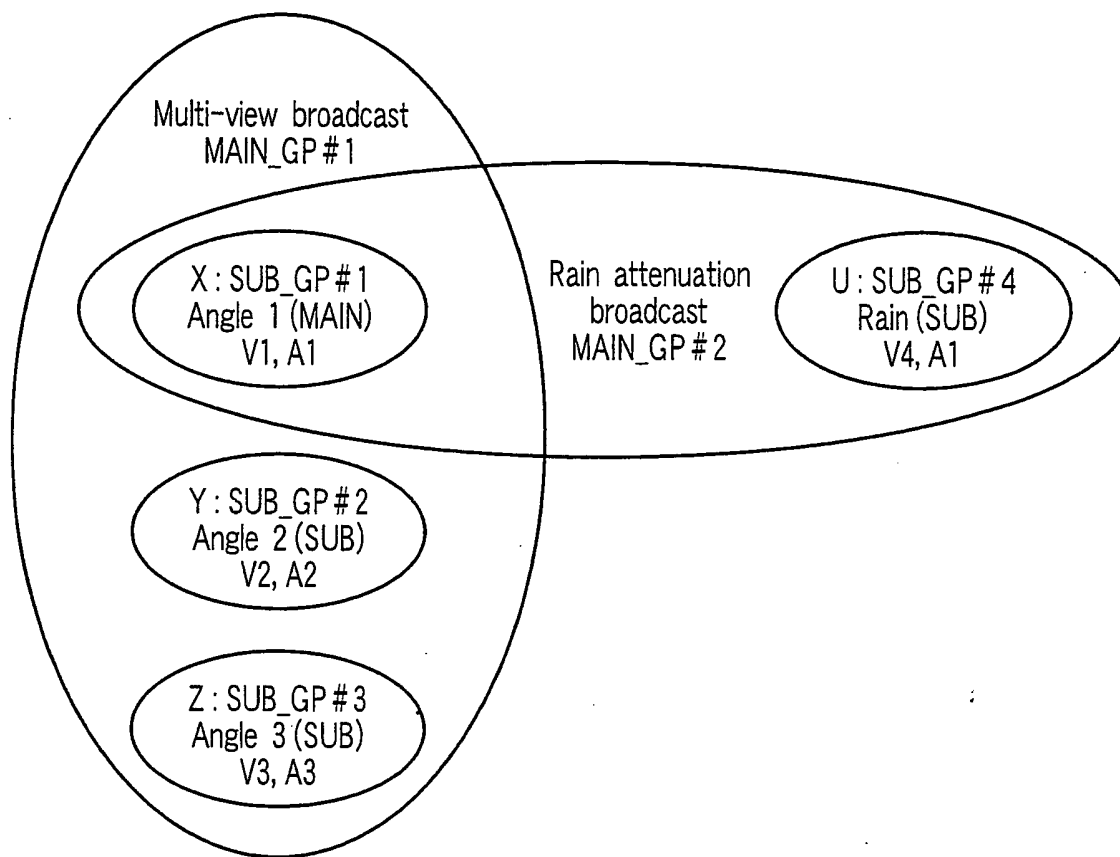 Multi-view broadcast
MAIN_GP#1
X : SUB_GP#1
Angle 1 (MAIN)
V1, A1
Rain attenuation
broadcast
MAIN_GP#2
U : SUB_GP#4
Rain (SUB)
V4, A1
Y : SUB_GP#2
Angle 2 (SUB)
V2, A2
Z : SUB_GP#3
Angle 3 (SUB)
V3, A3